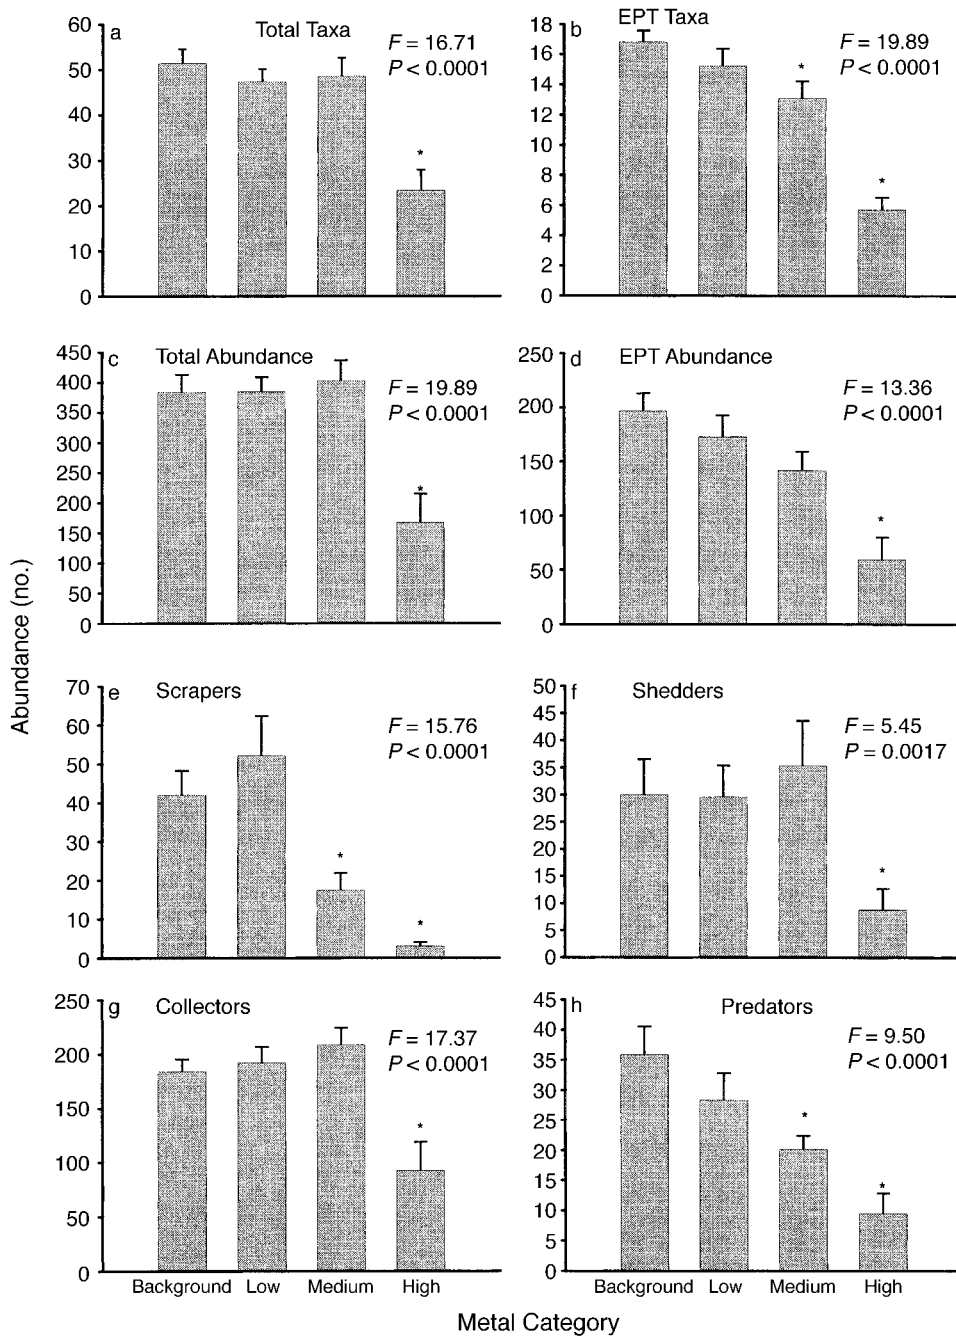 a
Total Taxa
F = 16.71
P < 0.0001
*
60
50
40
30
20
10
0
b
EPT Taxa
F = 19.89
P < 0.0001
*
*
18
16
14
12
10
8
6
4
2
0
c
Total Abundance
F = 19.89
P < 0.0001
*
450
400
350
300
250
200
150
100
50
0
d
EPT Abundance
F = 13.36
P < 0.0001
*
250
200
150
100
50
0
Abundance (no.)
e
Scrapers
F = 15.76
P < 0.0001
*
*
70
60
50
40
30
20
10
0
f
Shedders
F = 5.45
P = 0.0017
*
50
45
40
35
30
25
20
15
10
5
0
g
Collectors
F = 17.37
P < 0.0001
*
250
200
150
100
50
0
Background Low Medium High
h
Predators
F = 9.50
P < 0.0001
*
*
45
40
35
30
25
20
15
10
5
0
Background Low Medium High
Metal Category